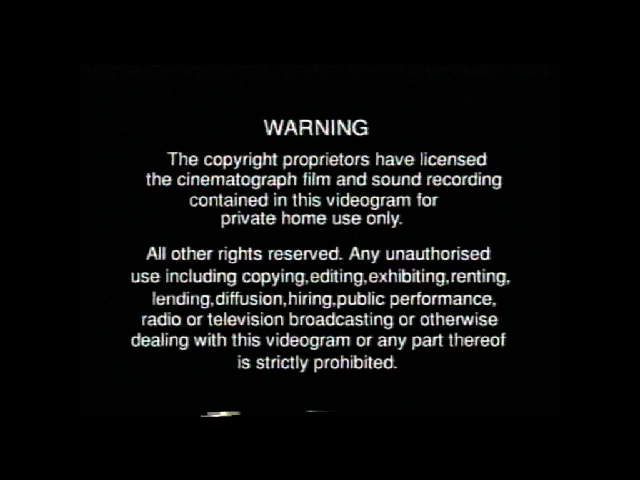 WARNING
The copyright proprietors have licensed
the cinematograph film and sound recording
contained in this videogram for
private home use only.
All other rights reserved. Any unauthorised
use including copying,editing,exhibiting,renting,
lending,diffusion,hiring,public performance,
radio or television broadcasting or otherwise
dealing with this videogram or any part thereof
is strictly prohibited.